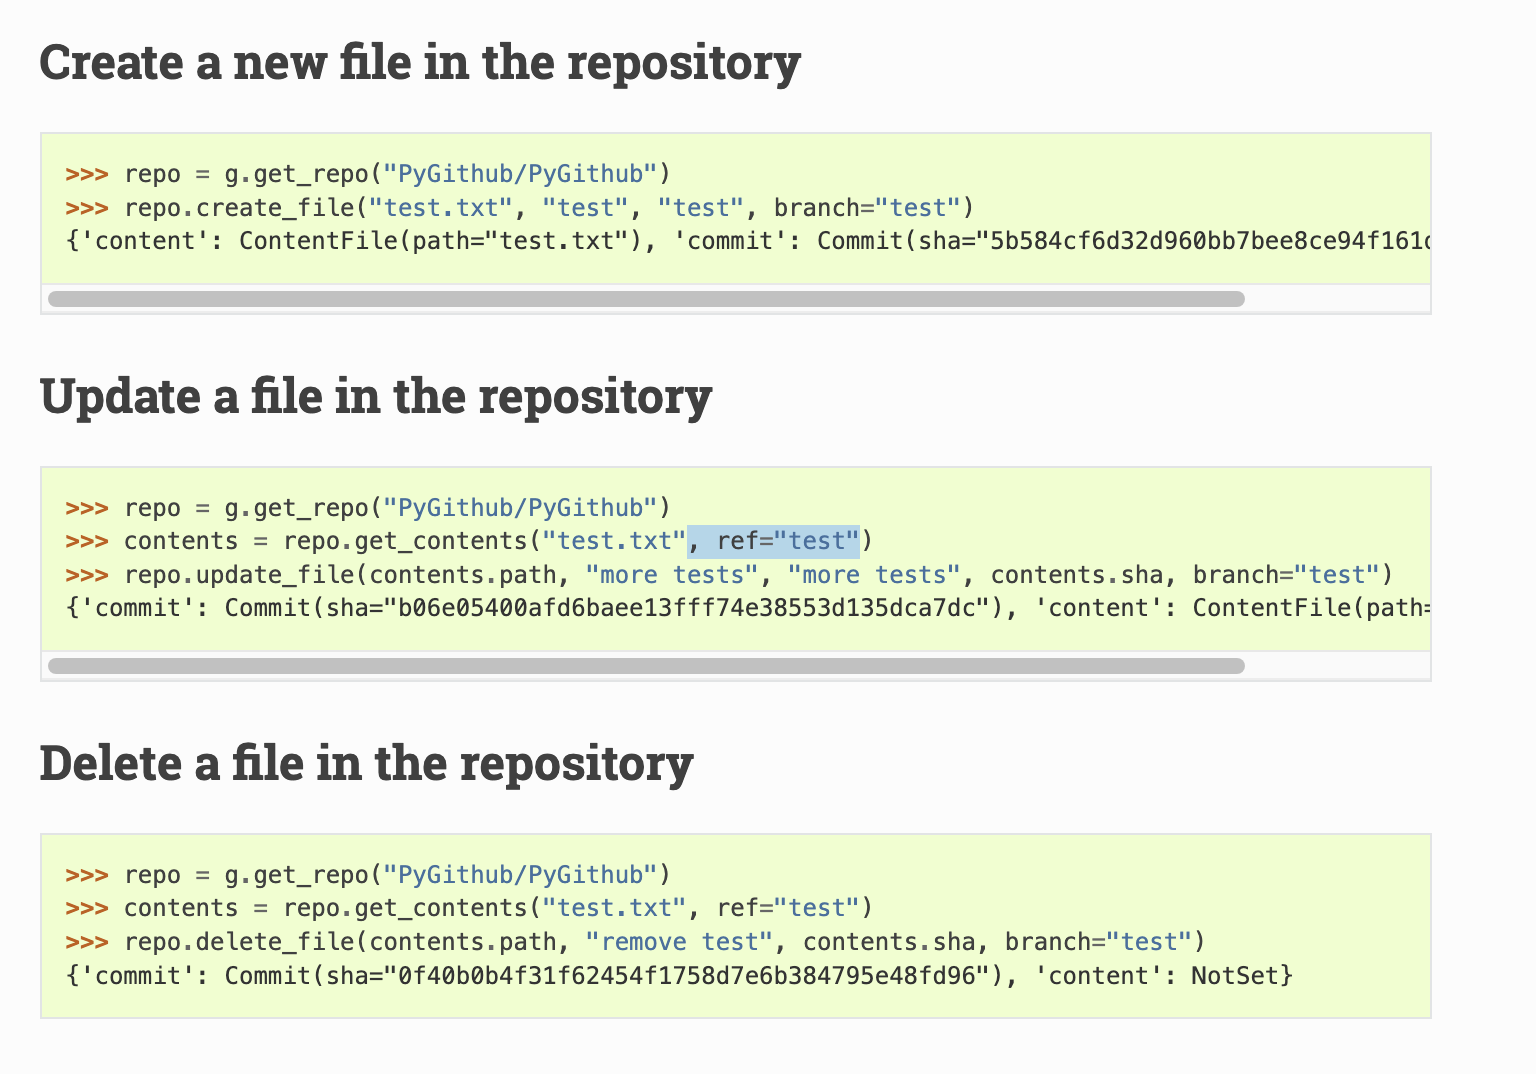 Create a new file in the repository
>>> repo = g.get_repo("PyGithub/PyGithub")
>>> repo.create_file("test.txt", "test", "test", branch="test")
{'content': ContentFile(path="test.txt"), 'commit': Commit(sha="5b584cf6d32d960bb7bee8ce94f161
Update a file in the repository
>>> repo = g.get_repo("PyGithub/PyGithub")
>>> contents = repo.get_contents("test.txt", ref="test")
>>> repo.update_file(contents.path, "more tests", "more tests", contents.sha, branch="test")
{'commit': Commit(sha="b06e05400afd6baee13fff74e38553d135dca7dc"), 'content': ContentFile(path=
Delete a file in the repository
>>> repo = g.get_repo("PyGithub/PyGithub")
>>> contents = repo.get_contents("test.txt", ref="test")
>>> repo.delete_file(contents.path, "remove test", contents.sha, branch="test")
{'commit': Commit(sha="0f40b0b4f31f62454f1758d7e6b384795e48fd96"), 'content': NotSet}